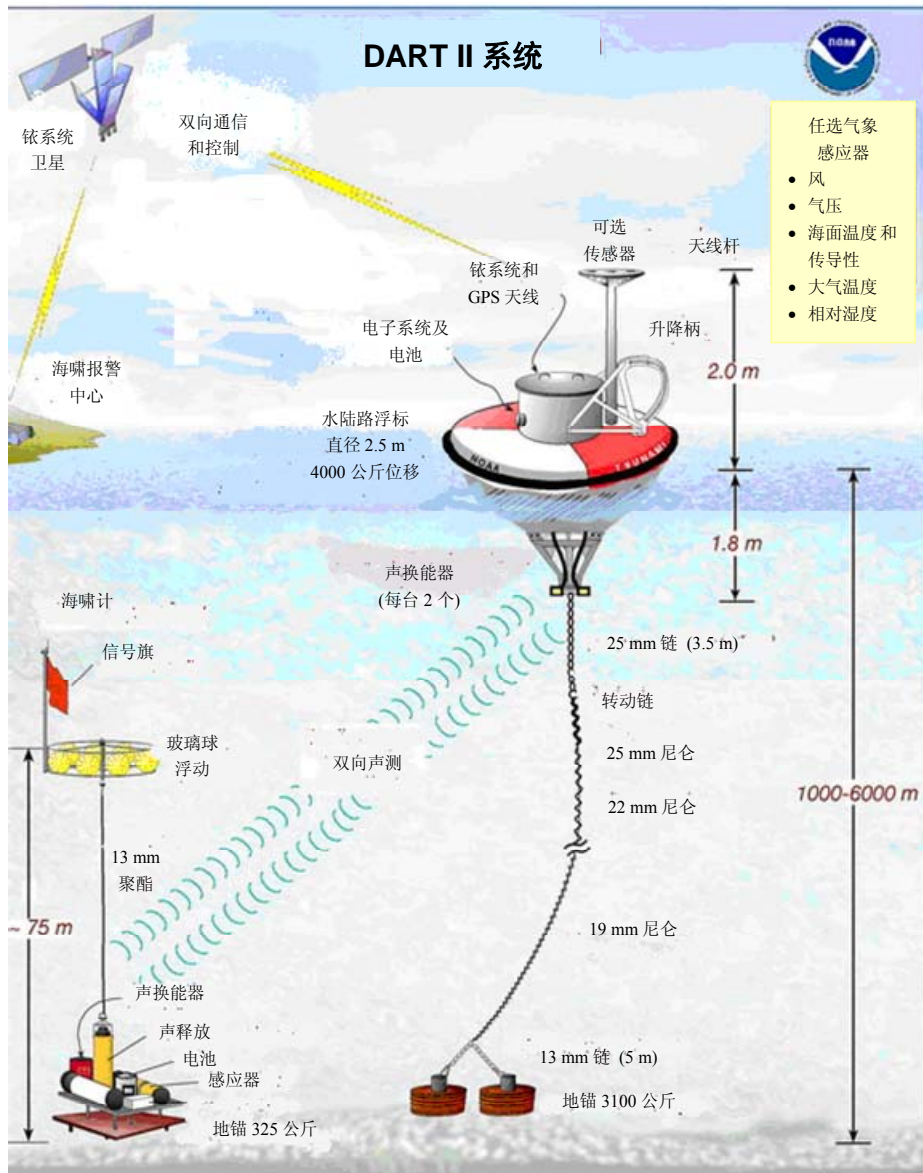 DART II 系统
noaa
铱系统
卫星
双向通信
和控制
任选气象
感应器
• 风
• 气压
• 海面温度和
传导性
• 大气温度
• 相对湿度
可选
传感器
天线杆
铱系统和
GPS 天线
电子系统及
电池
升降柄
2.0 m
海啸报警
中心
水陆路浮标
直径 2.5 m
4000 公斤位移
NOAA
TSUNAMI
1.8 m
声换能器
(每台 2 个)
海啸计
信号旗
25 mm 链 (3.5 m)
转动链
玻璃球
浮动
双向声测
25 mm 尼仑
22 mm 尼仑
1000-6000 m
13 mm
聚酯
~ 75 m
19 mm 尼仑
声换能器
声释放
电池
感应器
13 mm 链 (5 m)
地锚 3100 公斤
地锚 325 公斤